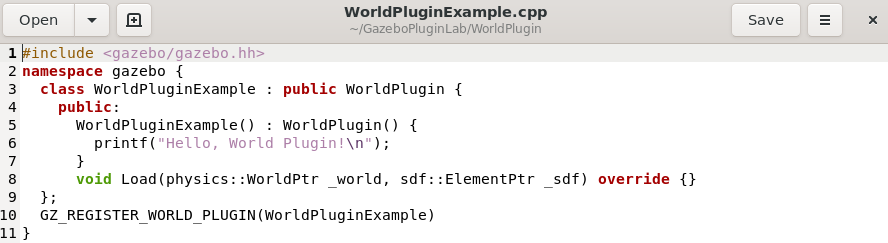 Open
WorldPluginExample.cpp
~/GazeboPluginLab/WorldPlugin
Save
1 #include <gazebo/gazebo.hh>
2 namespace gazebo {
3   class WorldPluginExample : public WorldPlugin {
4     public:
5       WorldPluginExample() : WorldPlugin() {
6         printf("Hello, World Plugin!\n");
7       }
8       void Load(physics::WorldPtr _world, sdf::ElementPtr _sdf) override {}
9   };
10   GZ_REGISTER_WORLD_PLUGIN(WorldPluginExample)
11 }